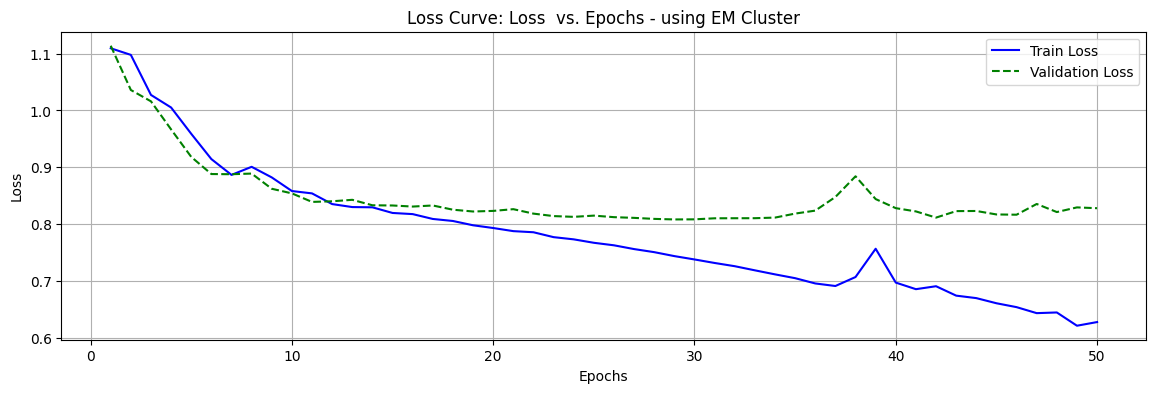 Loss Curve: Loss  vs. Epochs - using EM Cluster
Train Loss
Validation Loss
Loss
1.1
1.0
0.9
0.8
0.7
0.6
0
10
20
30
40
50
Epochs